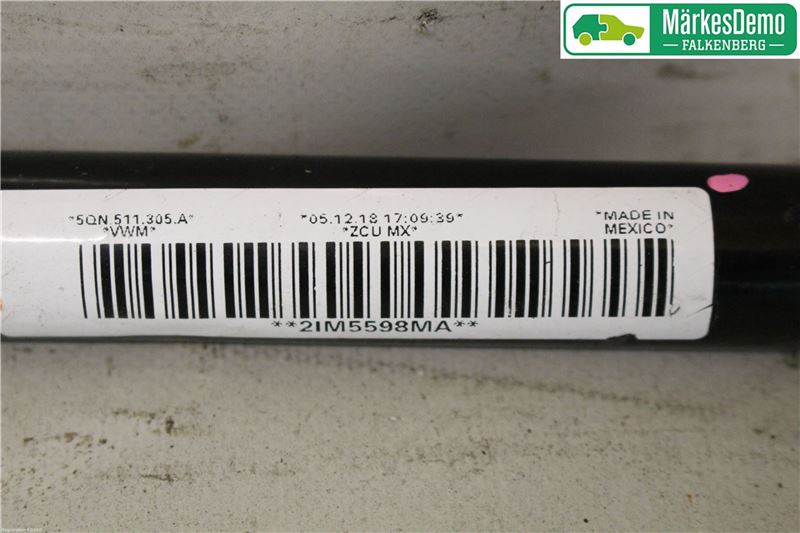 MärkesDemo
FALKENBERG
*5QN.511.305.A* *05.12.18 17:09:39* *MADE IN
*VWM* *ZCU MX* MEXICO*
**2IM5598MA**